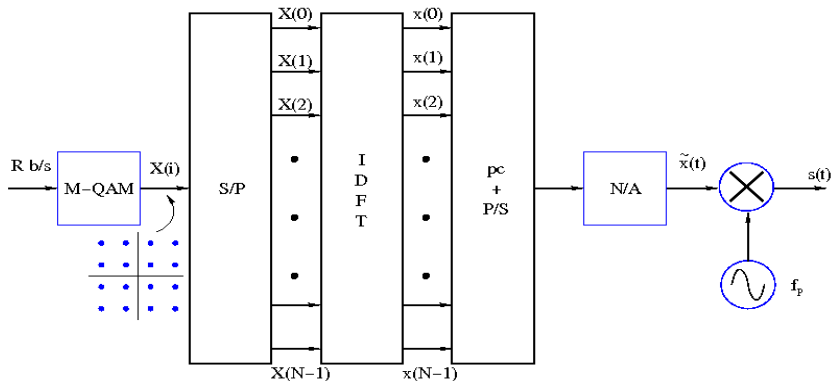 X(0)
x(0)
X(1)
x(1)
X(2)
x(2)
R b/s
M-QAM
X(i)
S/P
I
D
F
T
pc
+
P/S
N/A
x̃(t)
s(t)
f_p
X(N-1)
x(N-1)